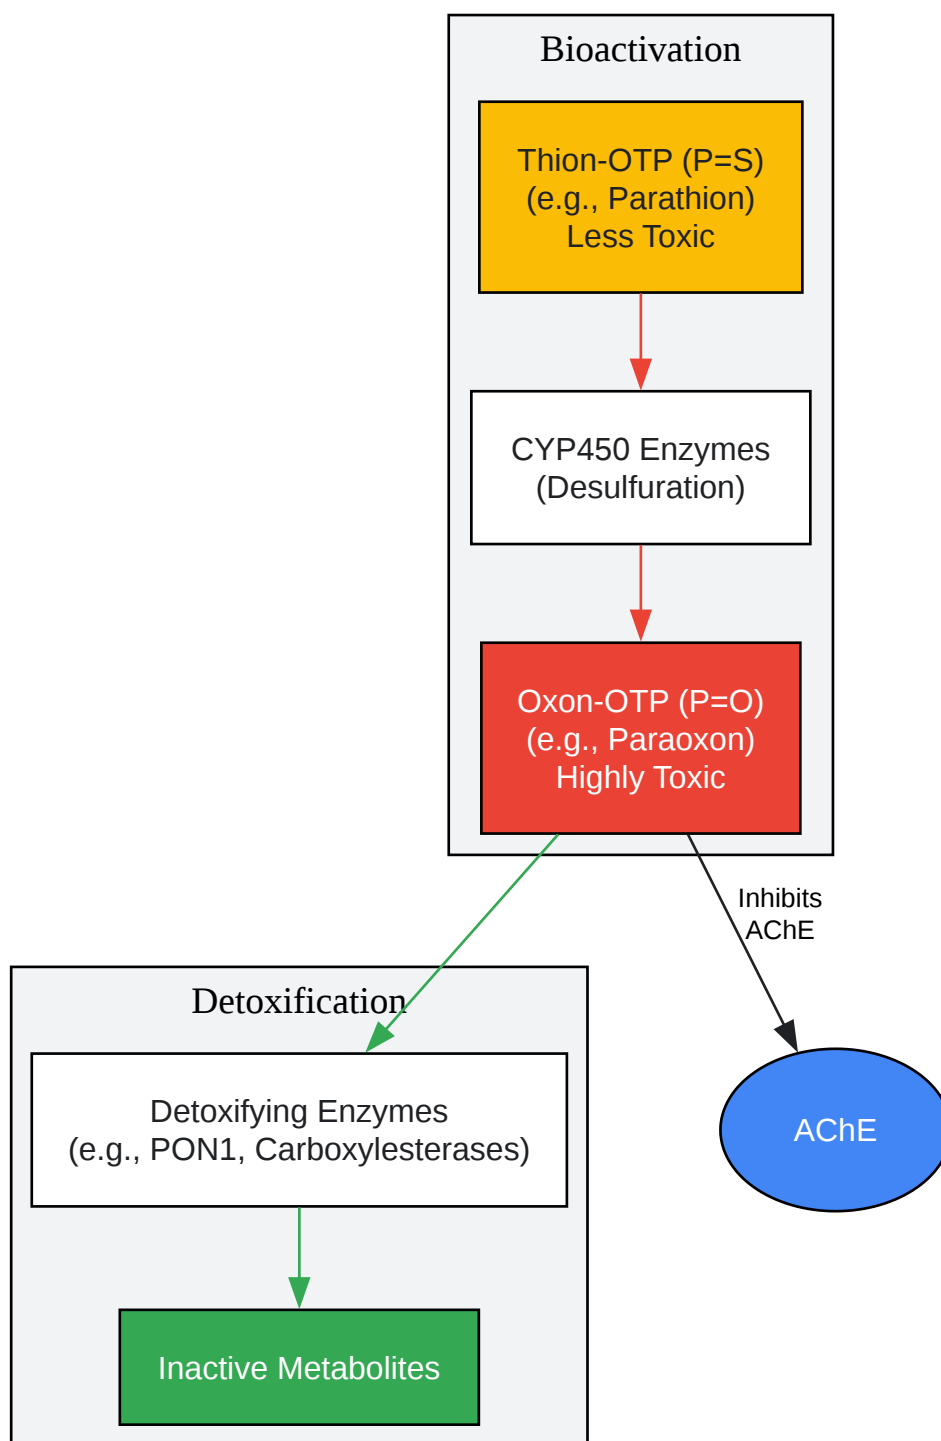 Bioactivation
Thion-OTP (P=S)
(e.g., Parathion)
Less Toxic
CYP450 Enzymes
(Desulfuration)
Oxon-OTP (P=O)
(e.g., Paraoxon)
Highly Toxic
Inhibits
AChE
Detoxification
Detoxifying Enzymes
(e.g., PON1, Carboxylesterases)
AChE
Inactive Metabolites